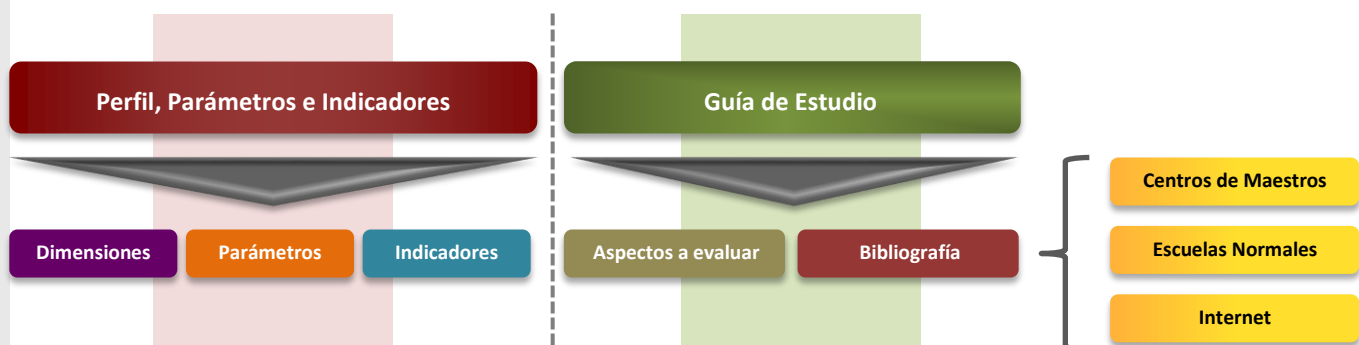 Perfil, Parámetros e Indicadores
Guía de Estudio
Dimensiones
Parámetros
Indicadores
Aspectos a evaluar
Bibliografía
Centros de Maestros
Escuelas Normales
Internet